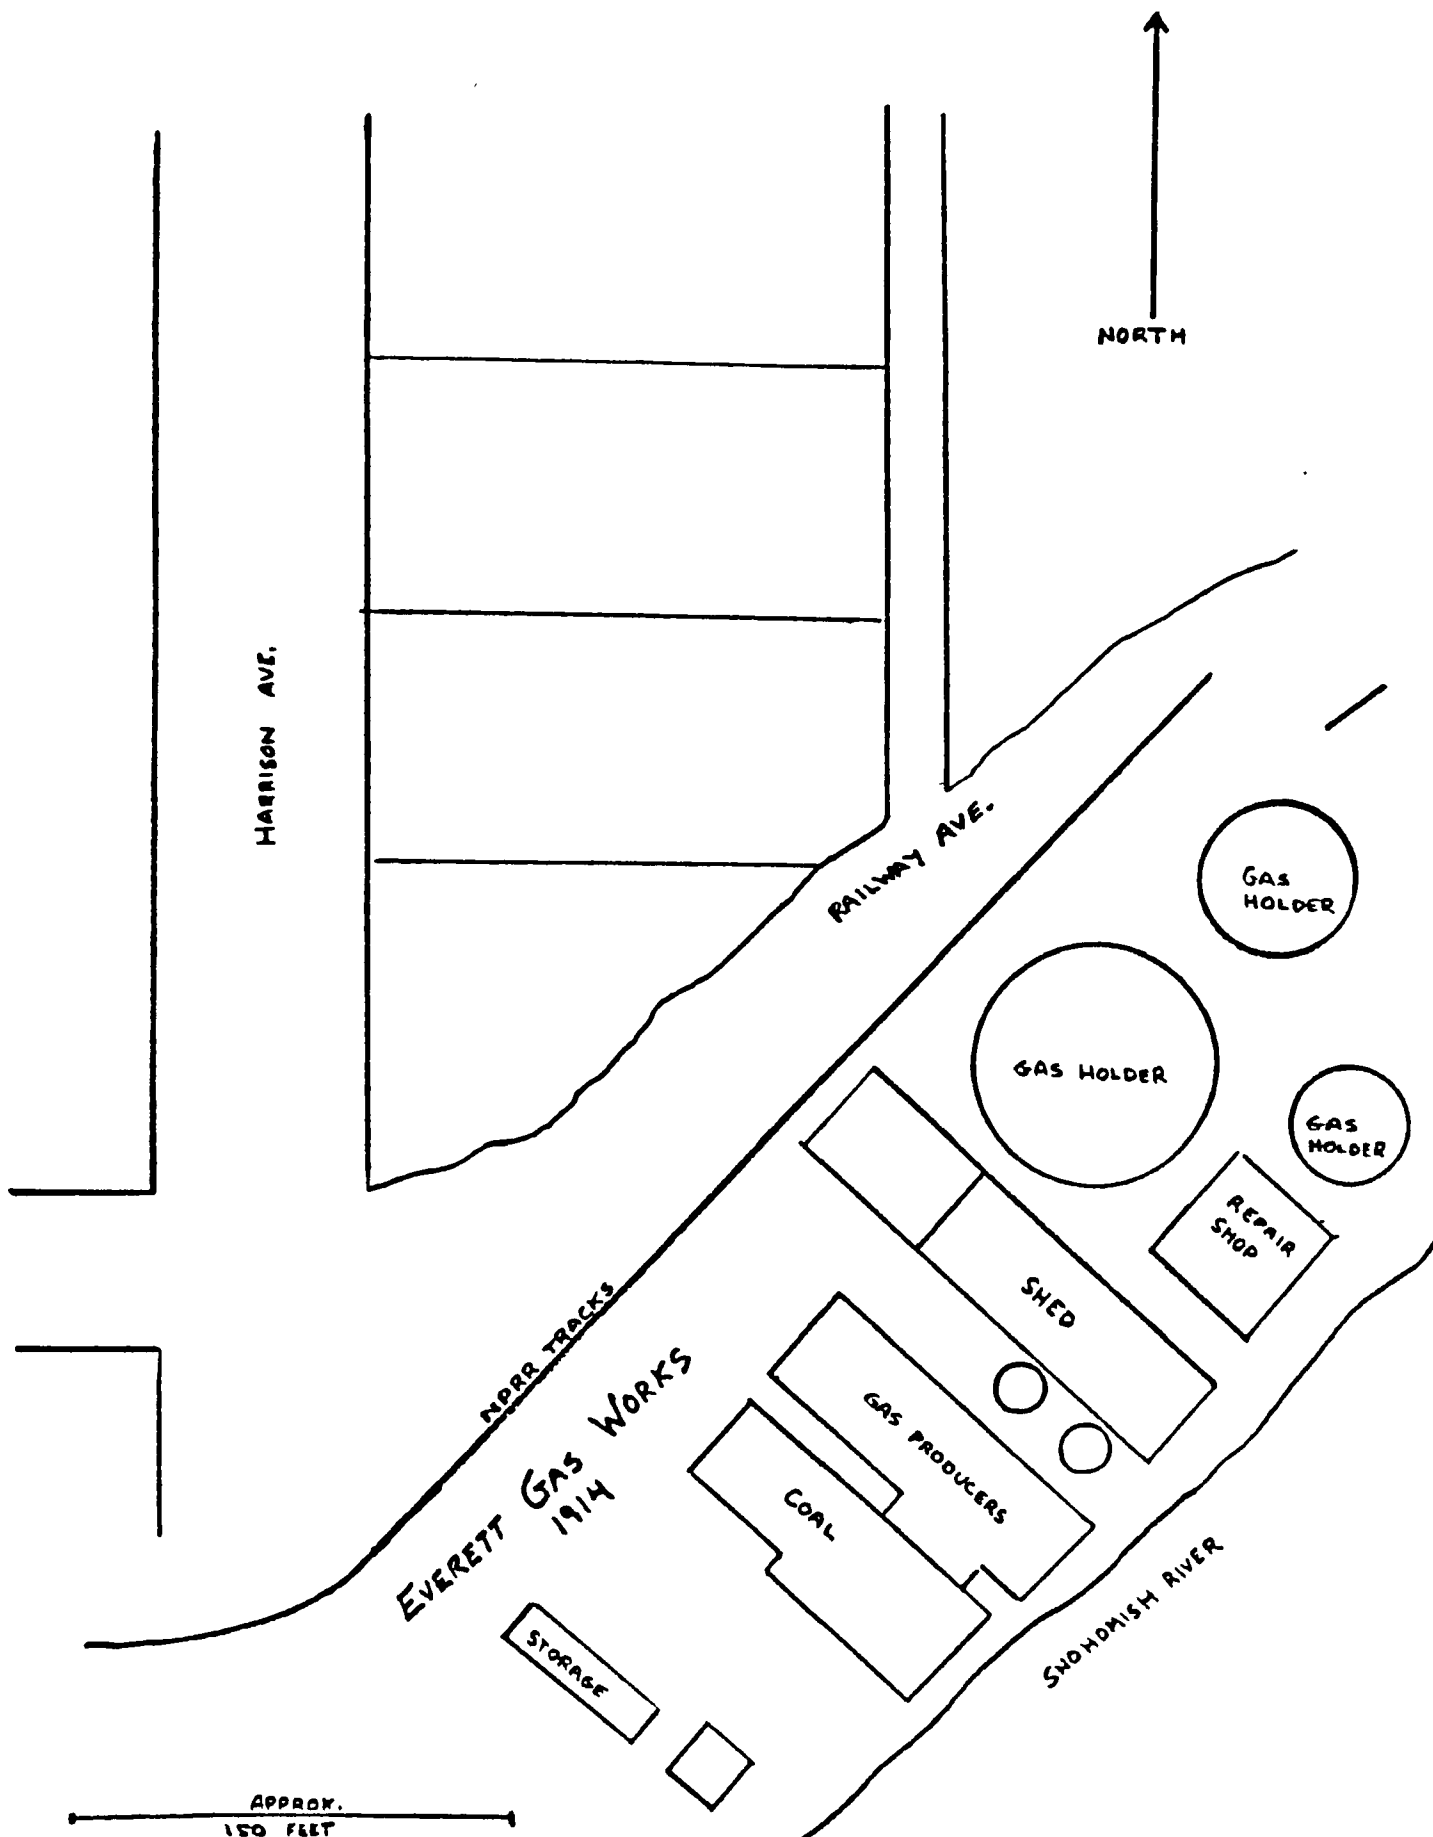 NORTH
HARRISON AVE.
RAILWAY AVE.
GAS
HOLDER
GAS HOLDER
GAS
HOLDER
REPAIR
SHOP
SHED
NPRR TRACKS
EVERETT GAS WORKS
1914
GAS PRODUCERS
COAL
SNOHOMISH RIVER
STORAGE
APPROX.
150 FEET